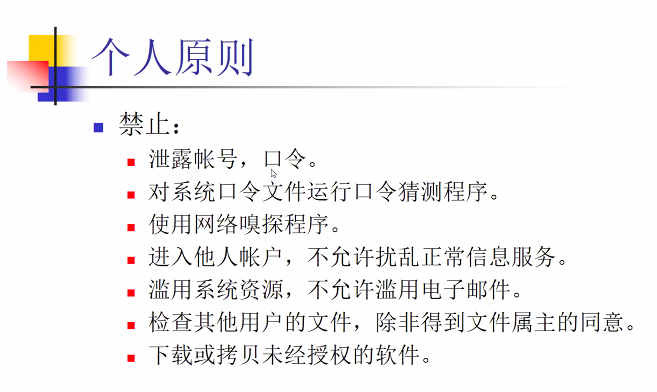 个人原则
禁止：
泄露帐号，口令。
对系统口令文件运行口令猜测程序。
使用网络嗅探程序。
进入他人帐户，不允许扰乱正常信息服务。
滥用系统资源，不允许滥用电子邮件。
检查其他用户的文件，除非得到文件属主的同意。
下载或拷贝未经授权的软件。